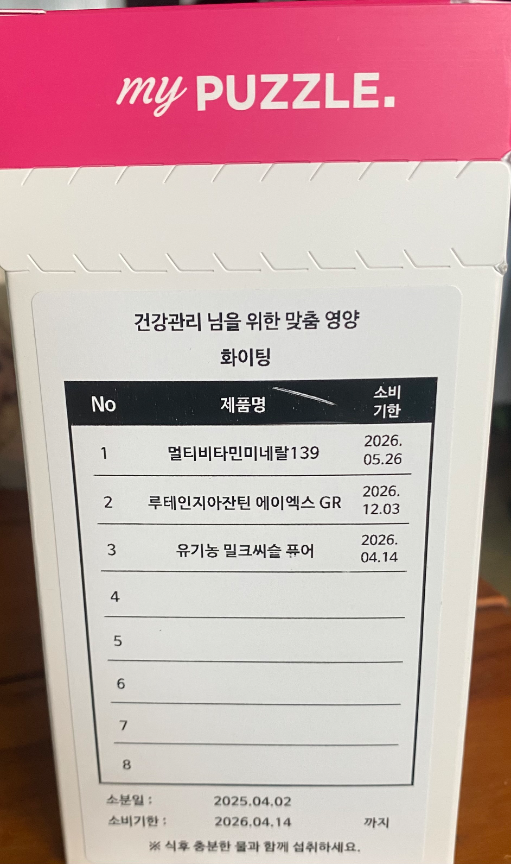 my PUZZLE.
건강관리 님을 위한 맞춤 영양
화이팅
No 제품명 소비
기한
1 멀티비타민미네랄139 2026.
05.26
2 루테인지아잔틴 에이엑스 GR 2026.
12.03
3 유기농 밀크씨슬 퓨어 2026.
04.14
4
5
6
7
8
소분일 : 2025.04.02
소비기한 : 2026.04.14 까지
※ 식후 충분한 물과 함께 섭취하세요.